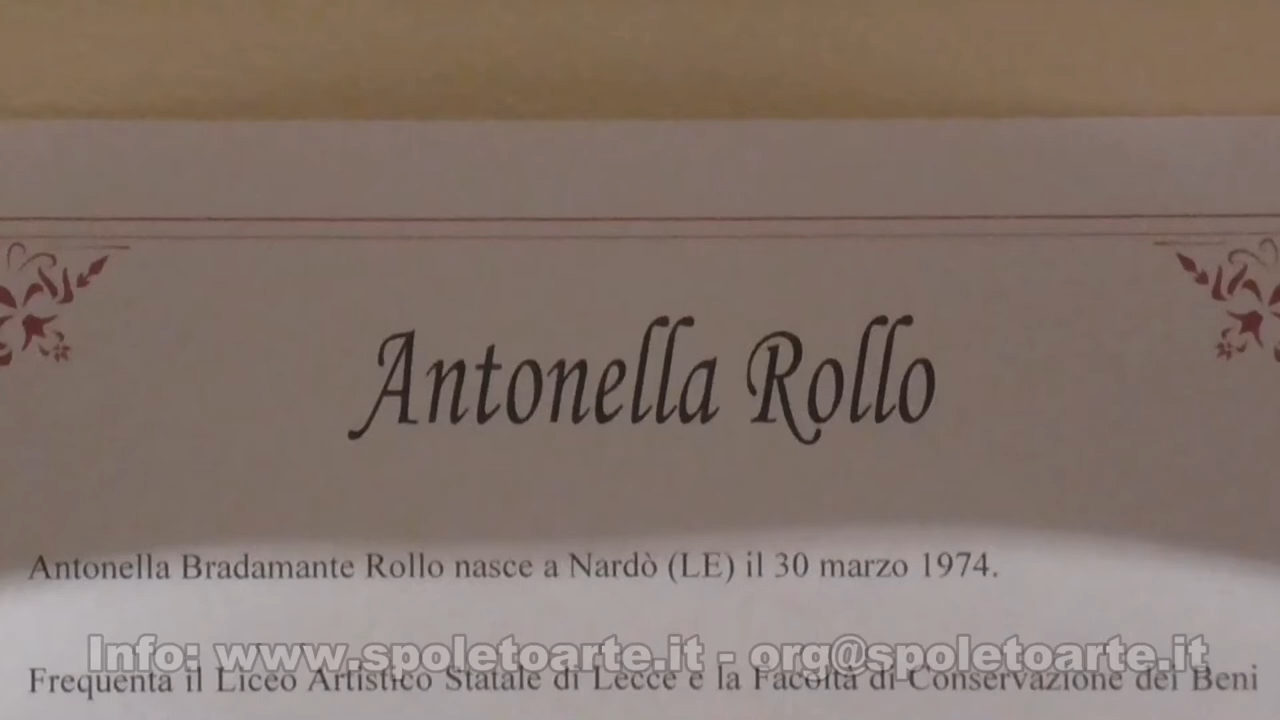 Antonella Rollo
Antonella Bradamante Rollo nasce a Nardò (LE) il 30 marzo 1974.
Info: www.spoletoarte.it - org@spoletoarte.it
Frequenta il Liceo Artistico Statale di Lecce e la Facoltà di Conservazione dei Beni